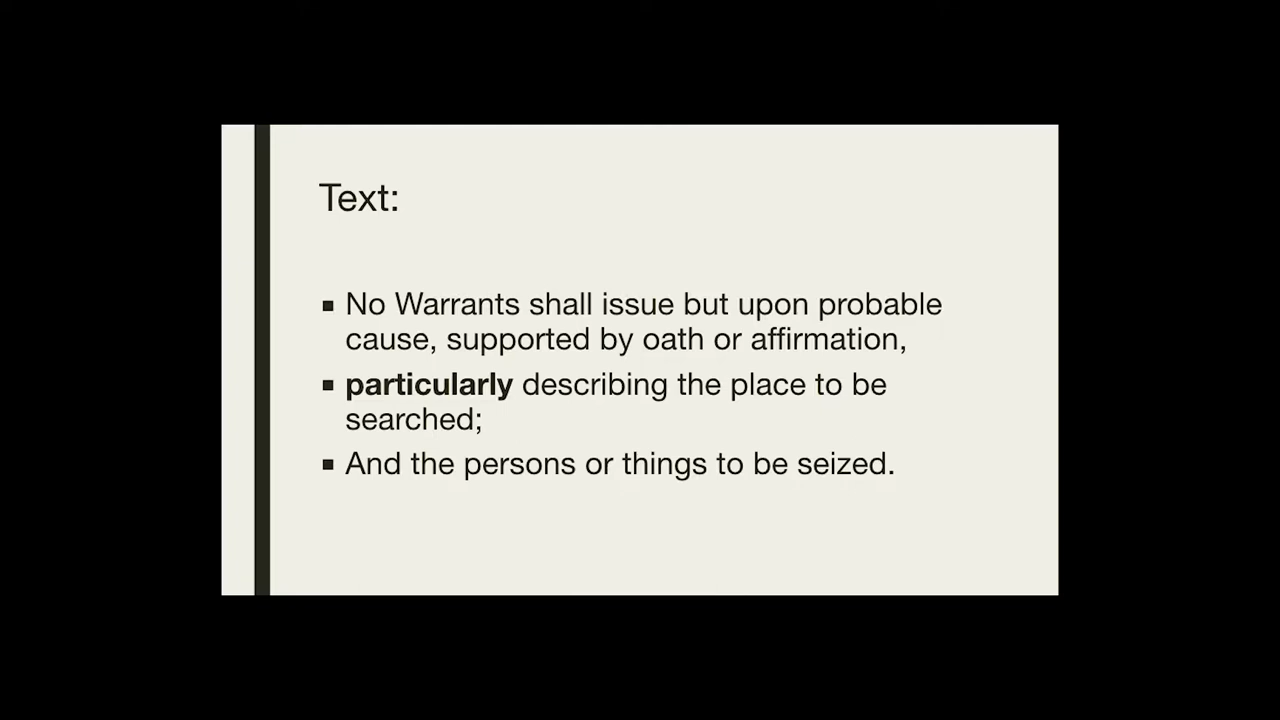 Text:
No Warrants shall issue but upon probable
cause, supported by oath or affirmation,
particularly describing the place to be
searched;
And the persons or things to be seized.